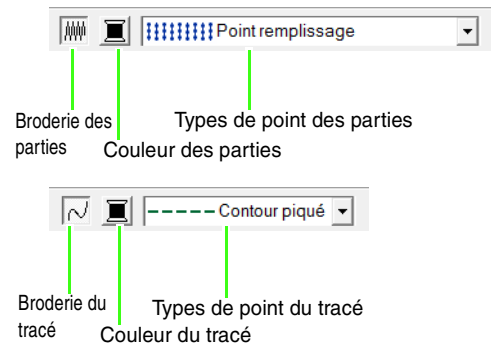 Point remplissage
Broderie des
parties
Types de point des parties
Couleur des parties
Contour piqué
Broderie du
tracé
Types de point du tracé
Couleur du tracé